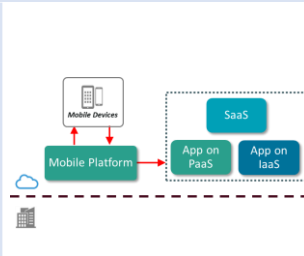 Mobile Devices
SaaS
Mobile Platform
App on
PaaS
App on
IaaS